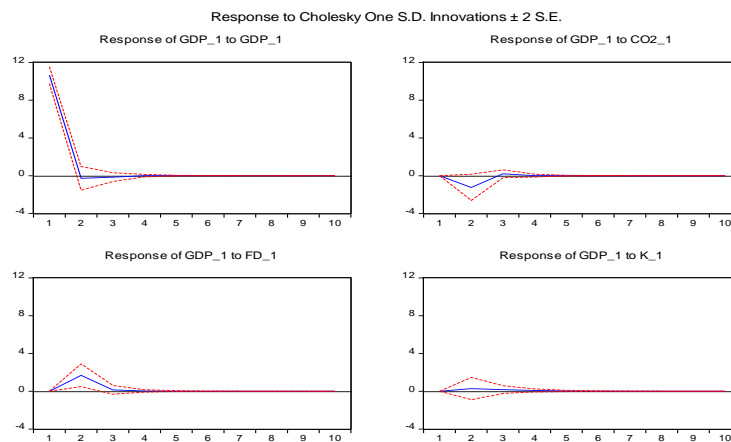 Response to Cholesky One S.D. Innovations ± 2 S.E.
Response of GDP_1 to GDP_1
12
8
4
0
-4
1 2 3 4 5 6 7 8 9 10
Response of GDP_1 to CO2_1
12
8
4
0
-4
1 2 3 4 5 6 7 8 9 10
Response of GDP_1 to FD_1
12
8
4
0
-4
1 2 3 4 5 6 7 8 9 10
Response of GDP_1 to K_1
12
8
4
0
-4
1 2 3 4 5 6 7 8 9 10